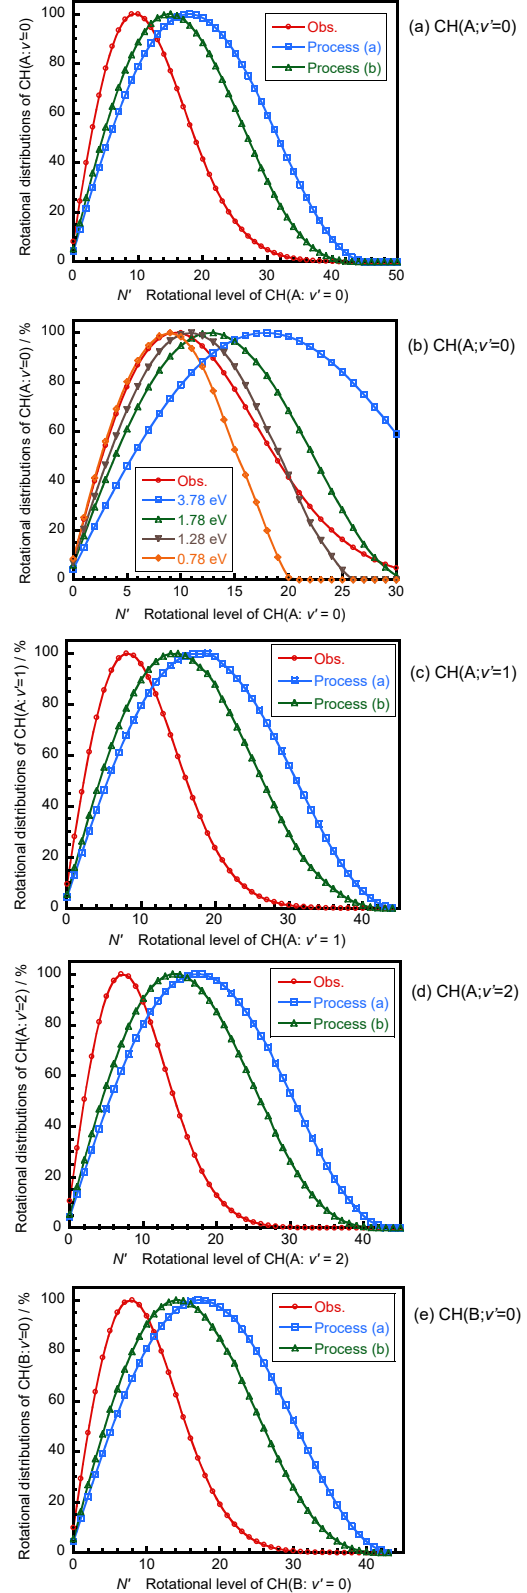 (a) CH(A;v'=0)
Rotational distributions of CH(A:v'=0)
100
80
60
40
20
0
Obs.
Process (a)
Process (b)
0 10 20 30 40 50
N' Rotational level of CH(A: v' = 0)
(b) CH(A;v'=0)
Rotational distributions of CH(A:v'=0) / %
100
80
60
40
20
0
Obs.
3.78 eV
1.78 eV
1.28 eV
0.78 eV
0 5 10 15 20 25 30
N' Rotational level of CH(A: v' = 0)
(c) CH(A;v'=1)
Rotational distributions of CH(A: v'=1) / %
100
80
60
40
20
0
Obs.
Process (a)
Process (b)
0 10 20 30 40
N' Rotational level of CH(A: v' = 1)
(d) CH(A;v'=2)
Rotational distributions of CH(A: v'=2) / %
100
80
60
40
20
0
Obs.
Process (a)
Process (b)
0 10 20 30 40
N' Rotational level of CH(A: v' = 2)
(e) CH(B;v'=0)
Rotational distributions of CH(B:v'=0) / %
100
80
60
40
20
0
Obs.
Process (a)
Process (b)
0 10 20 30 40
N' Rotational level of CH(B: v' = 0)